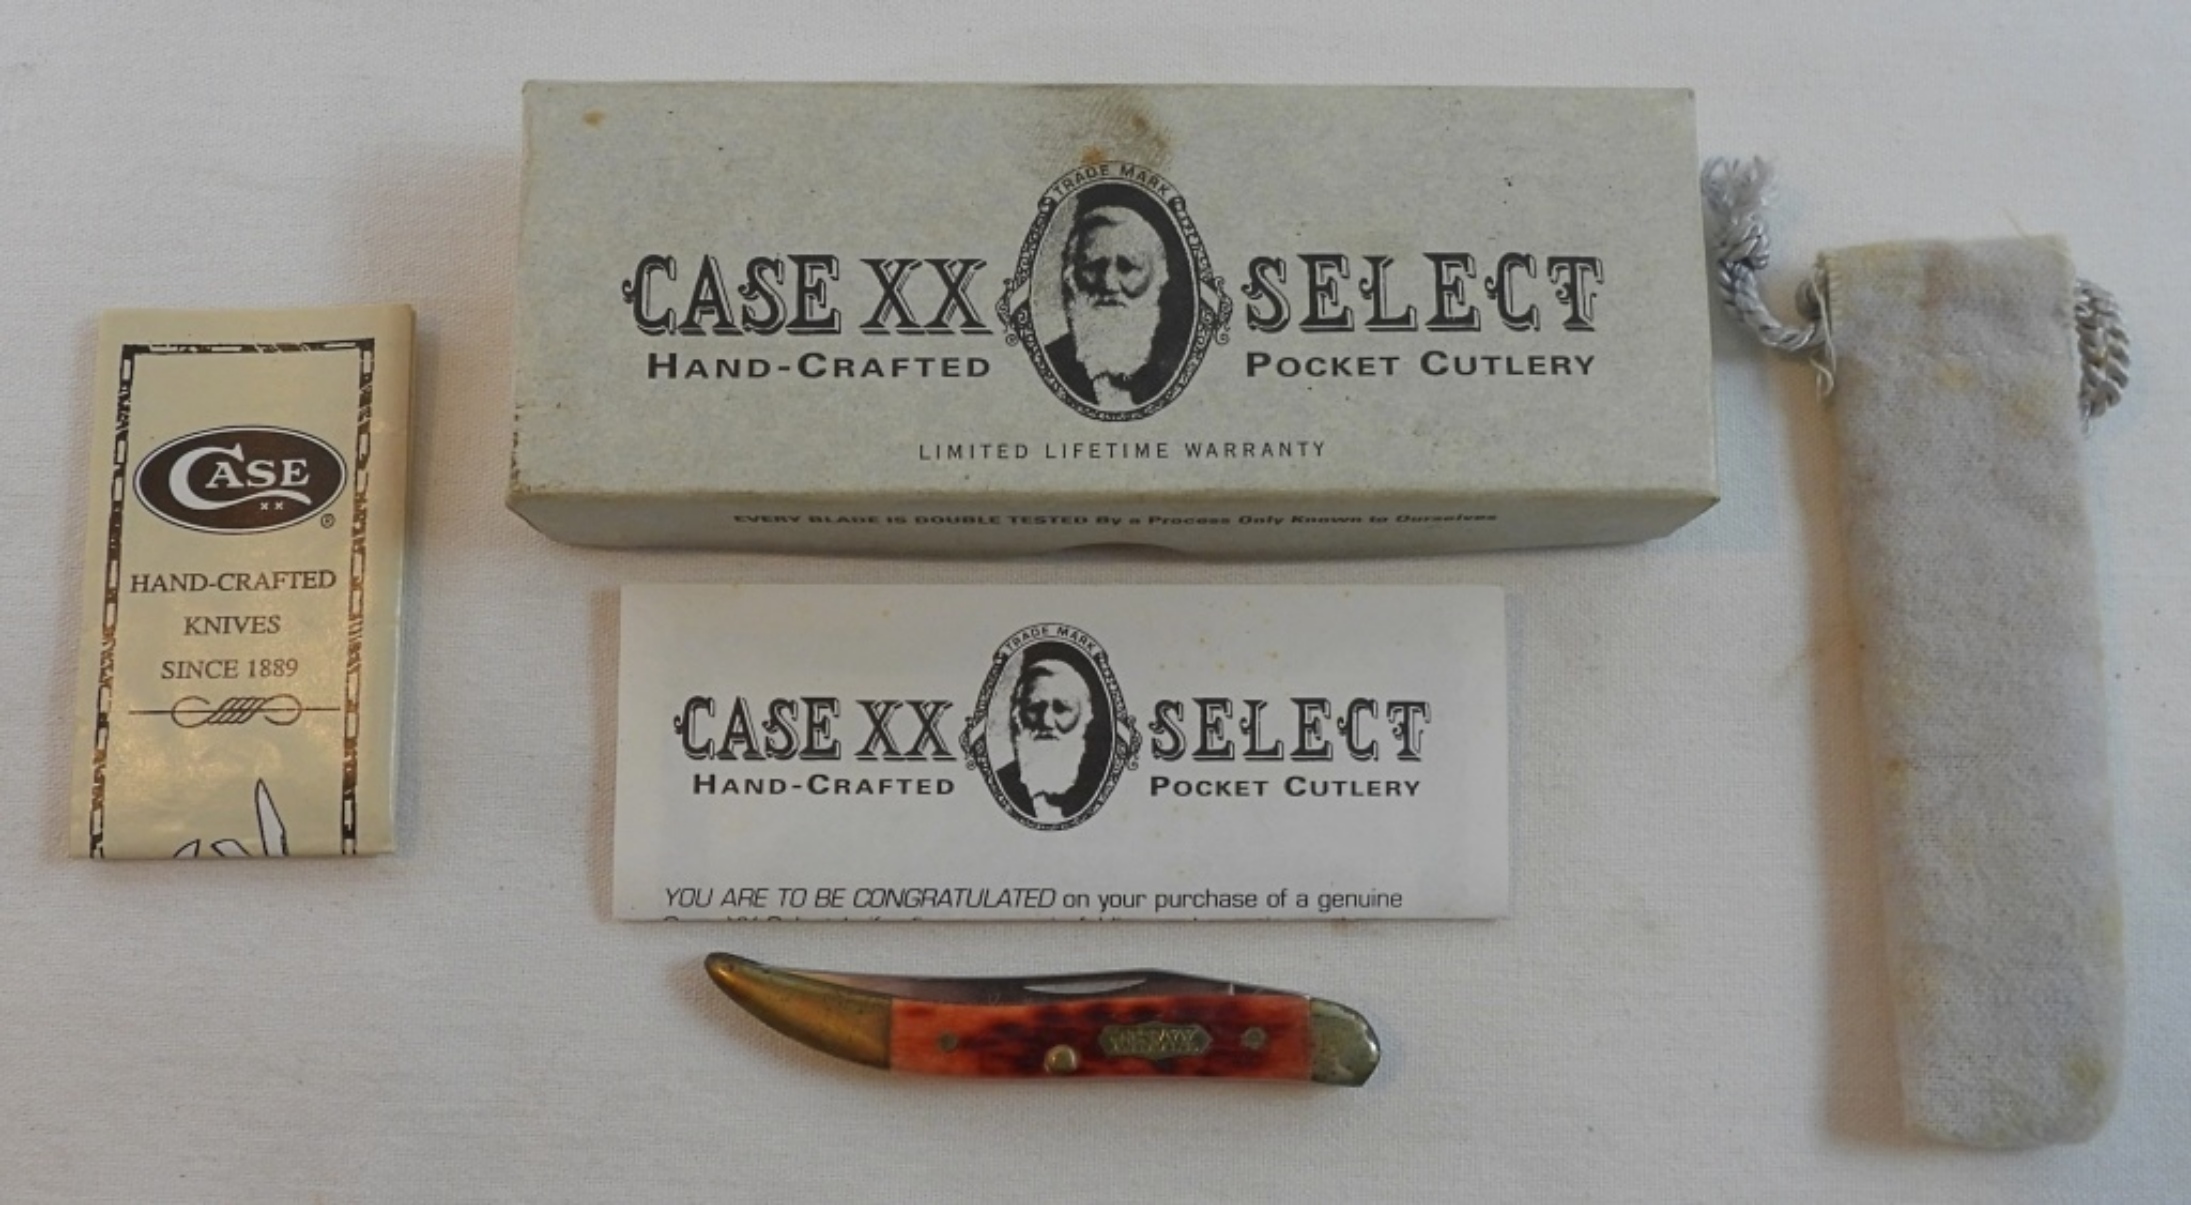 TRADE MARK
CASE XX SELECT
HAND-CRAFTED POCKET CUTLERY
LIMITED LIFETIME WARRANTY
EVERY BLADE IS DOUBLE TESTED By a Process Only Known to Ourselves
CASE
XX
®
HAND-CRAFTED
KNIVES
SINCE 1889
TRADE MARK
CASE XX SELECT
HAND-CRAFTED POCKET CUTLERY
YOU ARE TO BE CONGRATULATED on your purchase of a genuine